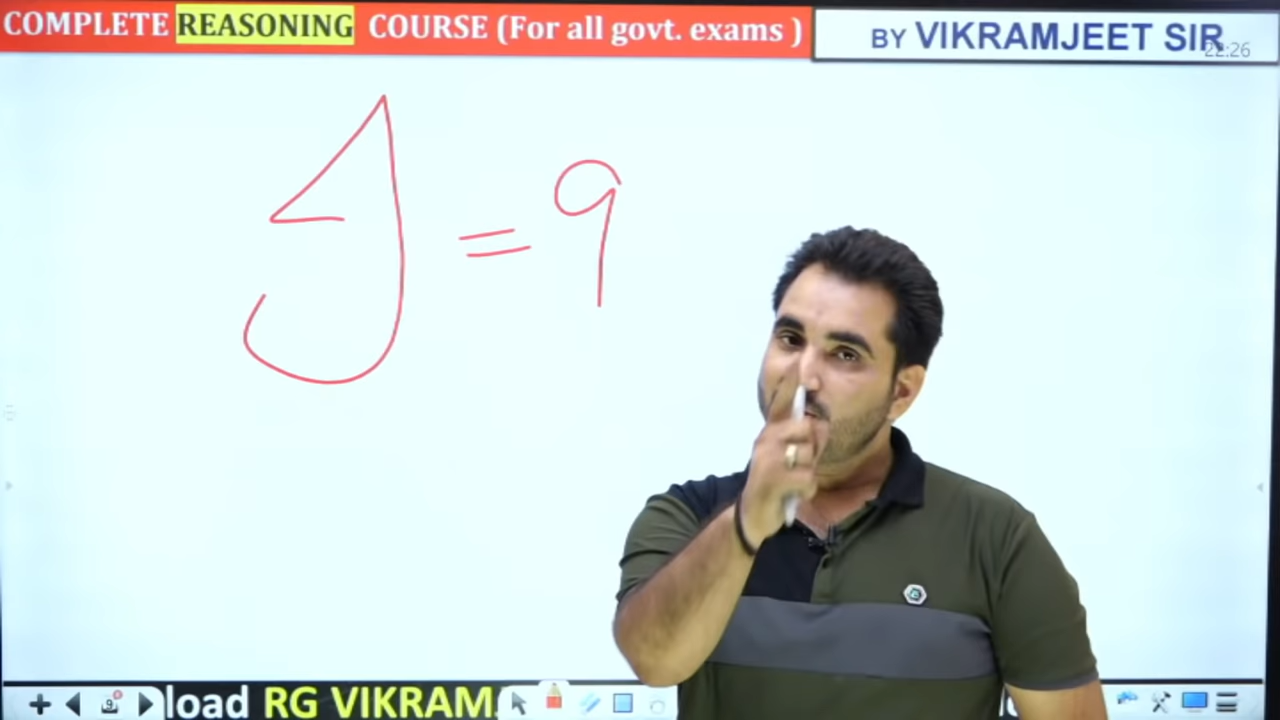 COMPLETE REASONING COURSE (For all govt. exams )
BY VIKRAMJEET SIR
22:26
= 9
load RG VIKRAM